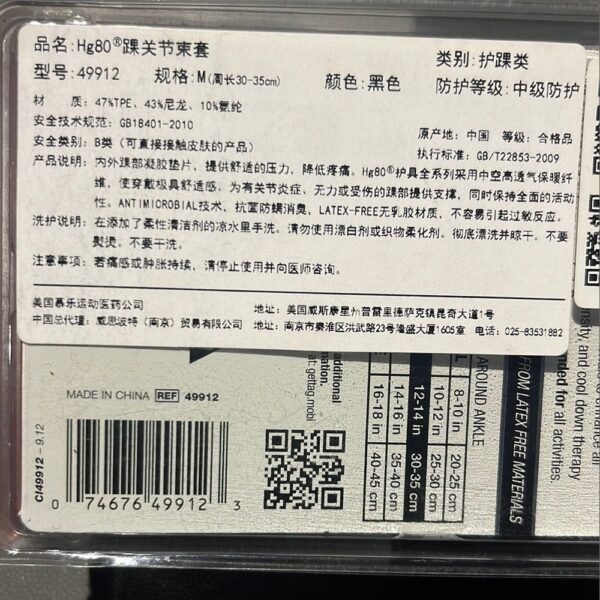 品名:Hg80®踝关节束套
类别:护踝类
型号:49912 规格:M(周长30-35cm) 颜色:黑色 防护等级:中级防护
材 质:47%TPE、43%尼龙、10%氨纶
安全技术规范:GB18401-2010
原产地:中国 等级:合格品
安全类别:B类(可直接接触皮肤的产品)
执行标准:GB/T22853-2009
产品说明:内外踝部凝胶垫片,提供舒适的压力,降低疼痛。Hg80®护具全系列采用中空高透气保暖纤
维,使穿戴极具舒适感。为有关节炎症、无力或受伤的踝部提供支撑,同时保持全面的活动
性。ANTIMICROBIAL技术,抗菌防螨消臭,LATEX-FREE无乳胶材质,不容易引起过敏反应。
洗护说明:在添加了柔性清洁剂的凉水里手洗。请勿使用漂白剂或织物柔化剂。彻底漂洗并晾干。不要
熨烫。不要干洗。
注意事项:若痛感或肿胀持续,请停止使用并向医师咨询。
美国慕乐运动医药公司 地址:美国威斯康星州普雷里德萨克镇昆奇大道1号
中国总代理:威思波特(南京)贸易有限公司 地址:南京市秦淮区洪武路23号隆盛大厦1605室 电话:025-83531882
MADE IN CHINA REF 49912
CI49912 - 9.12
0 74676 49912 3
additional
mation.
s: gettag.mobi
L
AROUND ANKLE
8-10 in 20-25 cm
10-12 in 25-30 cm
12-14 in 30-35 cm
14-16 in 35-40 cm
16-18 in 40-45 cm
FROM LATEX FREE MATERIALS
nded for all activities.
nsity, and cool down therapy
enhance all